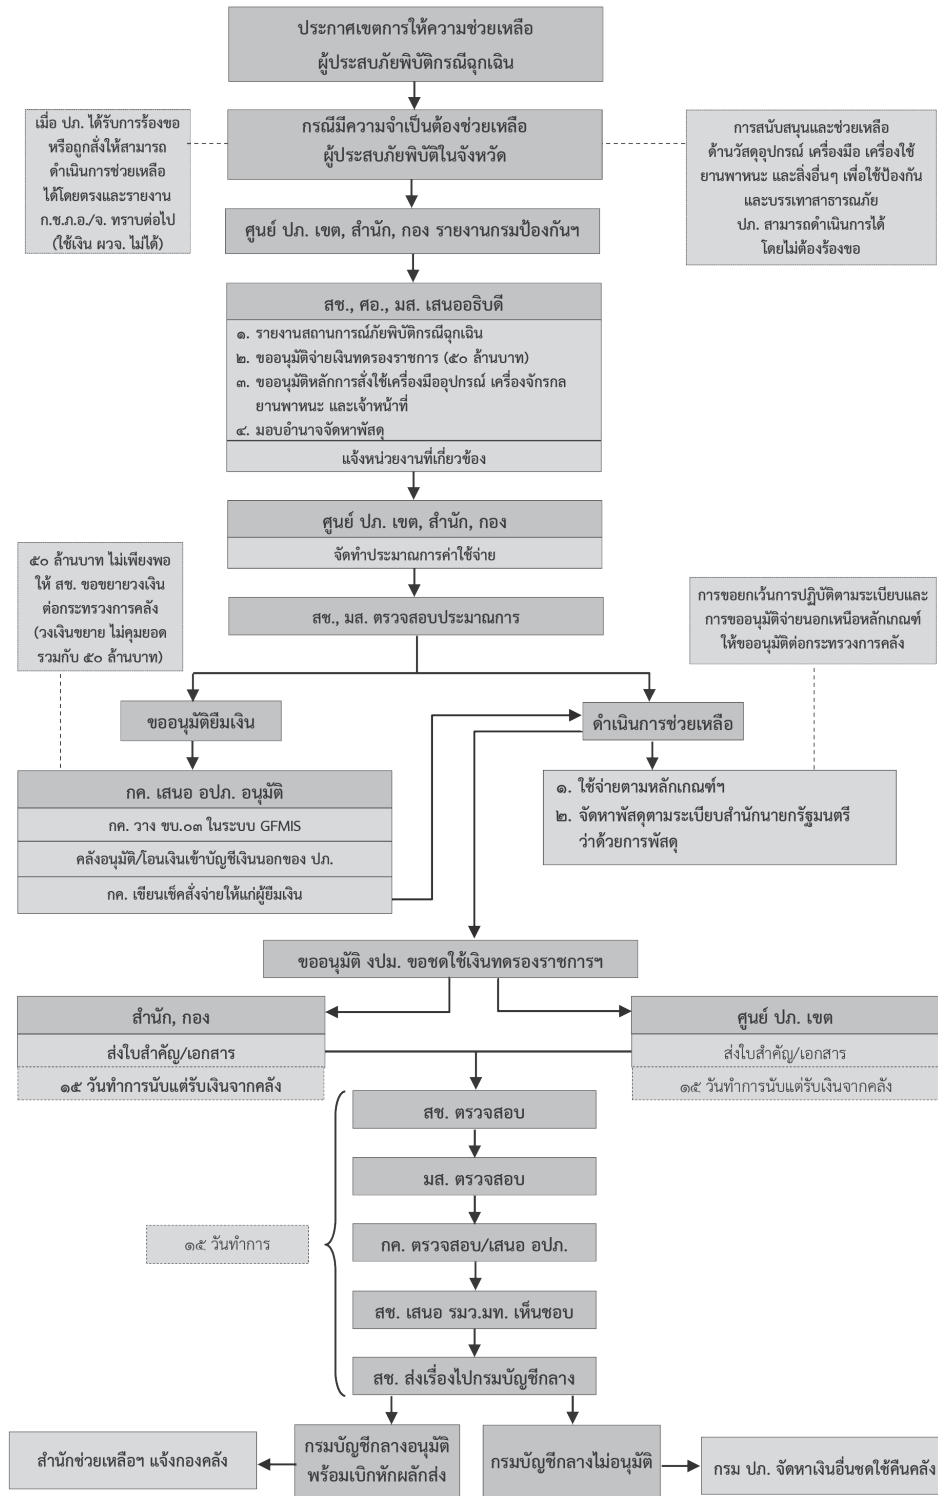 ประกาศเขตการให้ความช่วยเหลือ
ผู้ประสบภัยพิบัติกรณีฉุกเฉิน
เมื่อ ปภ. ได้รับการร้องขอ
หรือถูกสั่งให้สามารถ
ดำเนินการช่วยเหลือ
ได้โดยตรงและรายงาน
ก.ช.ภ.อ./จ. ทราบต่อไป
(ใช้เงิน ผวจ. ไม่ได้)
กรณีมีความจำเป็นต้องช่วยเหลือ
ผู้ประสบภัยพิบัติในจังหวัด
การสนับสนุนและช่วยเหลือ
ด้านวัสดุอุปกรณ์ เครื่องมือ เครื่องใช้
ยานพาหนะ และสิ่งอื่นๆ เพื่อใช้ป้องกัน
และบรรเทาสาธารณภัย
ปภ. สามารถดำเนินการได้
โดยไม่ต้องร้องขอ
ศูนย์ ปภ. เขต, สำนัก, กอง รายงานกรมป้องกันฯ
สช., ศอ., มส. เสนออธิบดี
๑. รายงานสถานการณ์ภัยพิบัติกรณีฉุกเฉิน
๒. ขออนุมัติจ่ายเงินทดรองราชการ (๕๐ ล้านบาท)
๓. ขออนุมัติหลักการสั่งใช้เครื่องมืออุปกรณ์ เครื่องจักรกล
ยานพาหนะ และเจ้าหน้าที่
๔. มอบอำนาจจัดหาพัสดุ
แจ้งหน่วยงานที่เกี่ยวข้อง
ศูนย์ ปภ. เขต, สำนัก, กอง
จัดทำประมาณการค่าใช้จ่าย
๕๐ ล้านบาท ไม่เพียงพอ
ให้ สช. ขอขยายวงเงิน
ต่อกระทรวงการคลัง
(วงเงินขยาย ไม่คุมยอด
รวมกับ ๕๐ ล้านบาท)
สช., มส. ตรวจสอบประมาณการ
การขอยกเว้นการปฏิบัติตามระเบียบและ
การขออนุมัติจ่ายนอกเหนือหลักเกณฑ์
ให้ขออนุมัติต่อกระทรวงการคลัง
ขออนุมัติยืมเงิน
ดำเนินการช่วยเหลือ
กค. เสนอ อปภ. อนุมัติ
กค. วาง ขบ.๐๓ ในระบบ GFMIS
คลังอนุมัติ/โอนเงินเข้าบัญชีเงินนอกของ ปภ.
กค. เขียนเช็คสั่งจ่ายให้แก่ผู้ยืมเงิน
๑. ใช้จ่ายตามหลักเกณฑ์ฯ
๒. จัดหาพัสดุตามระเบียบสำนักนายกรัฐมนตรี
ว่าด้วยการพัสดุ
ขออนุมัติ งปม. ขอชดใช้เงินทดรองราชการฯ
สำนัก, กอง
ส่งใบสำคัญ/เอกสาร
๑๕ วันทำการนับแต่รับเงินจากคลัง
ศูนย์ ปภ. เขต
ส่งใบสำคัญ/เอกสาร
๑๕ วันทำการนับแต่รับเงินจากคลัง
สช. ตรวจสอบ
มส. ตรวจสอบ
๑๕ วันทำการ
กค. ตรวจสอบ/เสนอ อปภ.
สช. เสนอ รมว.มท. เห็นชอบ
สช. ส่งเรื่องไปกรมบัญชีกลาง
สำนักช่วยเหลือฯ แจ้งกองคลัง
กรมบัญชีกลางอนุมัติ
พร้อมเบิกหักผลักส่ง
กรมบัญชีกลางไม่อนุมัติ
กรม ปภ. จัดหาเงินอื่นชดใช้คืนคลัง